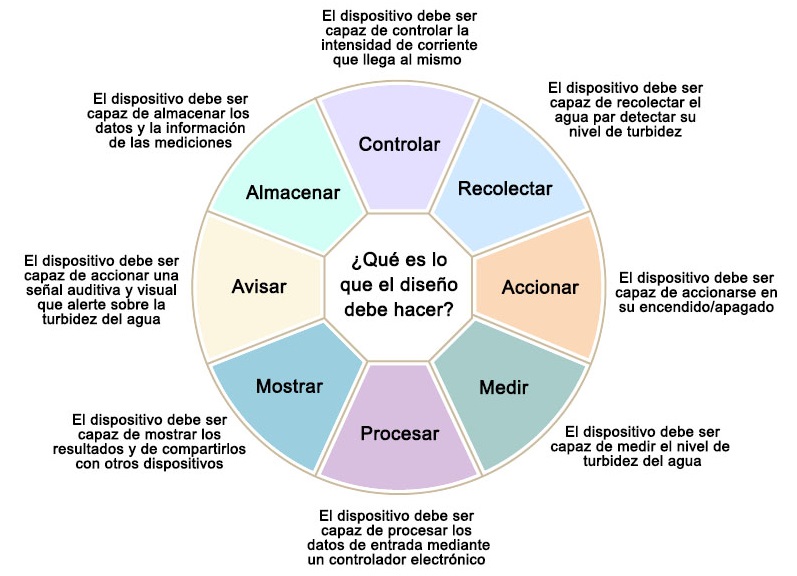 El dispositivo debe ser
capaz de controlar la
intensidad de corriente
que llega al mismo
Controlar
El dispositivo debe ser
capaz de recolectar el
agua par detectar su
nivel de turbidez
Recolectar
El dispositivo debe ser
capaz de accionarse en
su encendido/apagado
Accionar
El dispositivo debe ser
capaz de medir el nivel de
turbidez del agua
Medir
El dispositivo debe ser
capaz de procesar los
datos de entrada mediante
un controlador electrónico
Procesar
El dispositivo debe ser
capaz de mostrar los
resultados y de compartirlos
con otros dispositivos
Mostrar
El dispositivo debe ser
capaz de accionar una
señal auditiva y visual
que alerte sobre la
turbidez del agua
Avisar
El dispositivo debe ser
capaz de almacenar los
datos y la información
de las mediciones
Almacenar
¿Qué es lo
que el diseño
debe hacer?